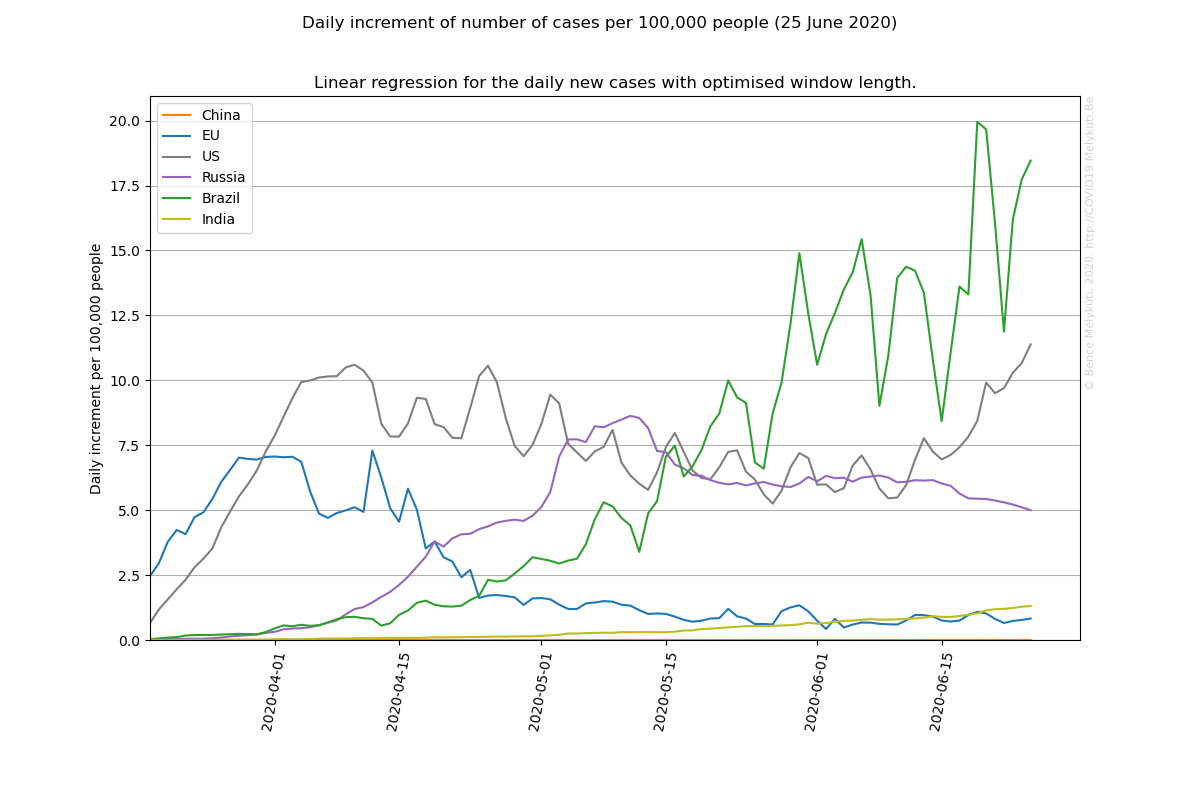 Daily increment of number of cases per 100,000 people (25 June 2020)
Linear regression for the daily new cases with optimised window length.
China
EU
US
Russia
Brazil
India
Daily increment per 100,000 people
20.0
17.5
15.0
12.5
10.0
7.5
5.0
2.5
0.0
2020-04-01
2020-04-15
2020-05-01
2020-05-15
2020-06-01
2020-06-15
© Bence Mélykúti, 2020. http://COVID19.Melykuti.Be